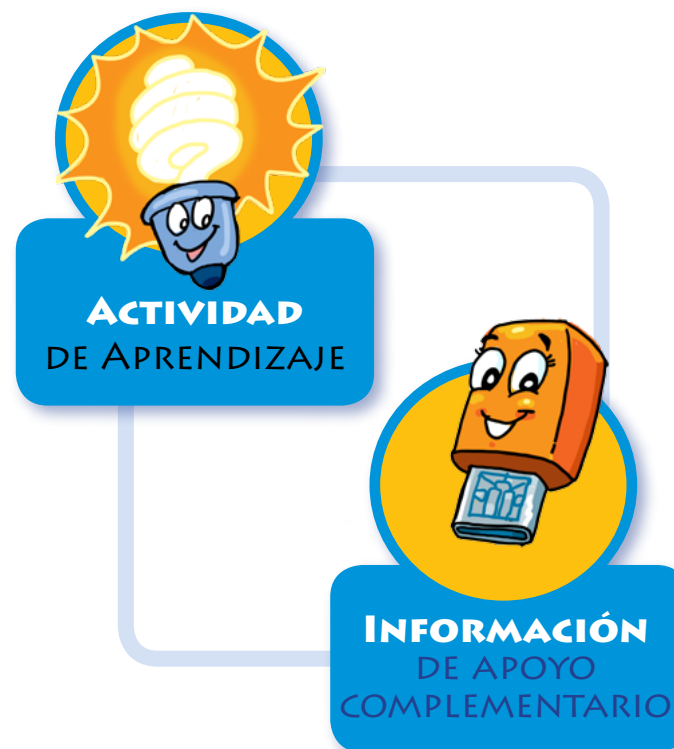 ACTIVIDAD
DE APRENDIZAJE
INFORMACIÓN
DE APOYO
COMPLEMENTARIO